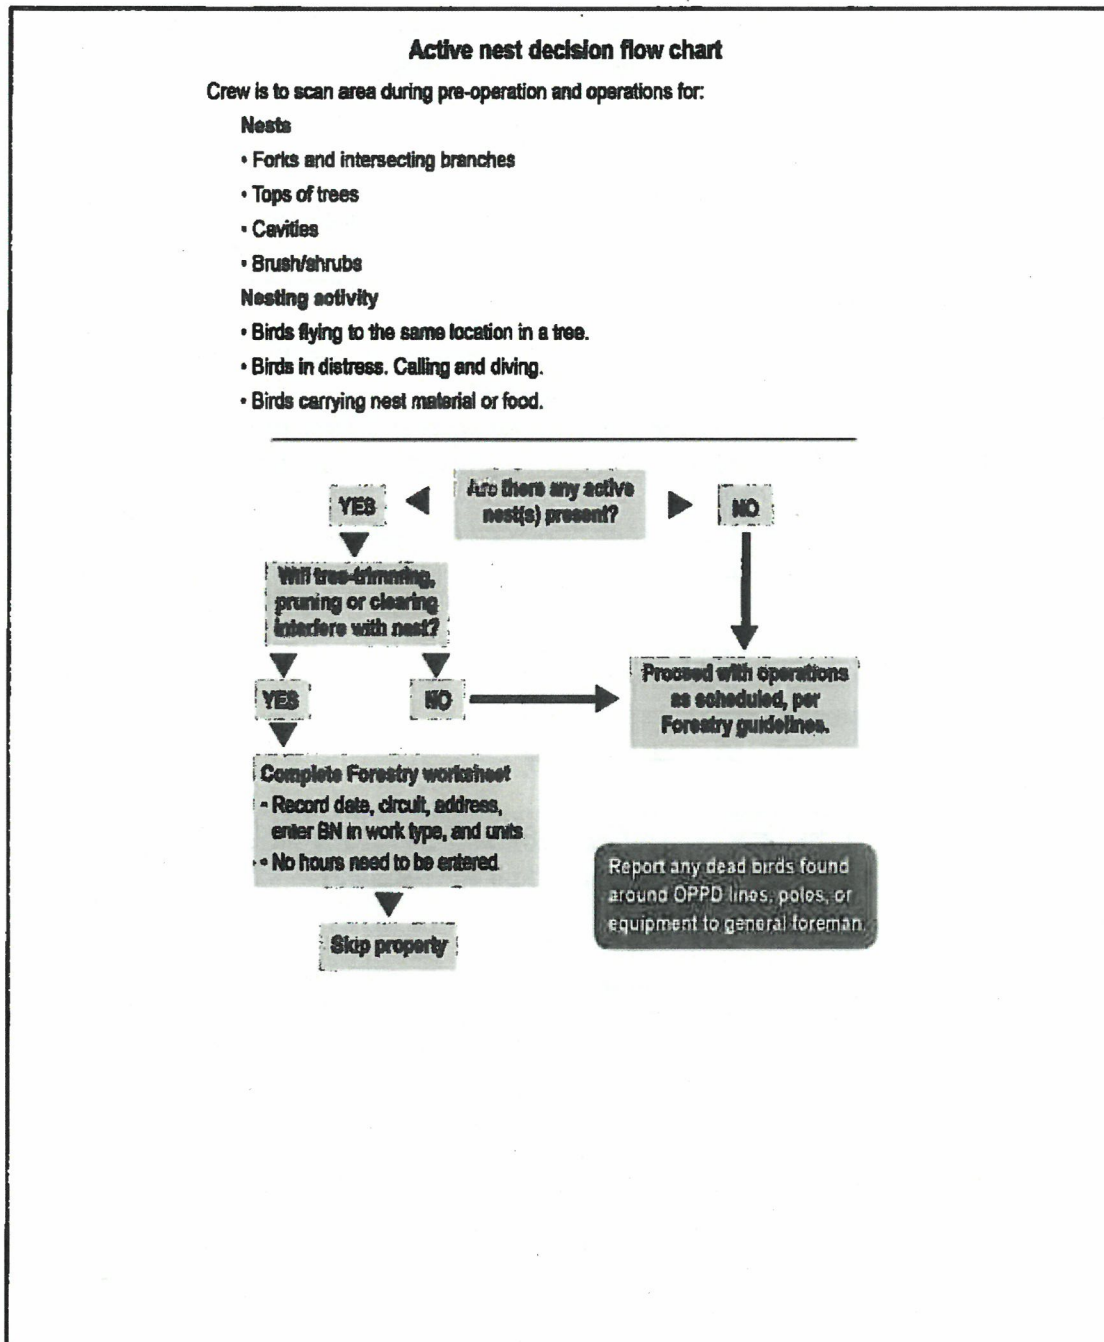 Active nest decision flow chart
Crew is to scan area during pre-operation and operations for:
Nests
• Forks and intersecting branches
• Tops of trees
• Cavities
• Brush/shrubs
Nesting activity
• Birds flying to the same location in a tree.
• Birds in distress. Calling and diving.
• Birds carrying nest material or food.
Are there any active
nest(s) present?
YES
NO
Will tree-trimming,
pruning or clearing
interfere with nest?
YES
NO
Proceed with operations
as scheduled, per
Forestry guidelines.
Complete Forestry worksheet
• Record date, circuit, address,
enter BN in work type, and units
• No hours need to be entered
Skip property
Report any dead birds found
around OPPD lines, poles, or
equipment to general foreman.